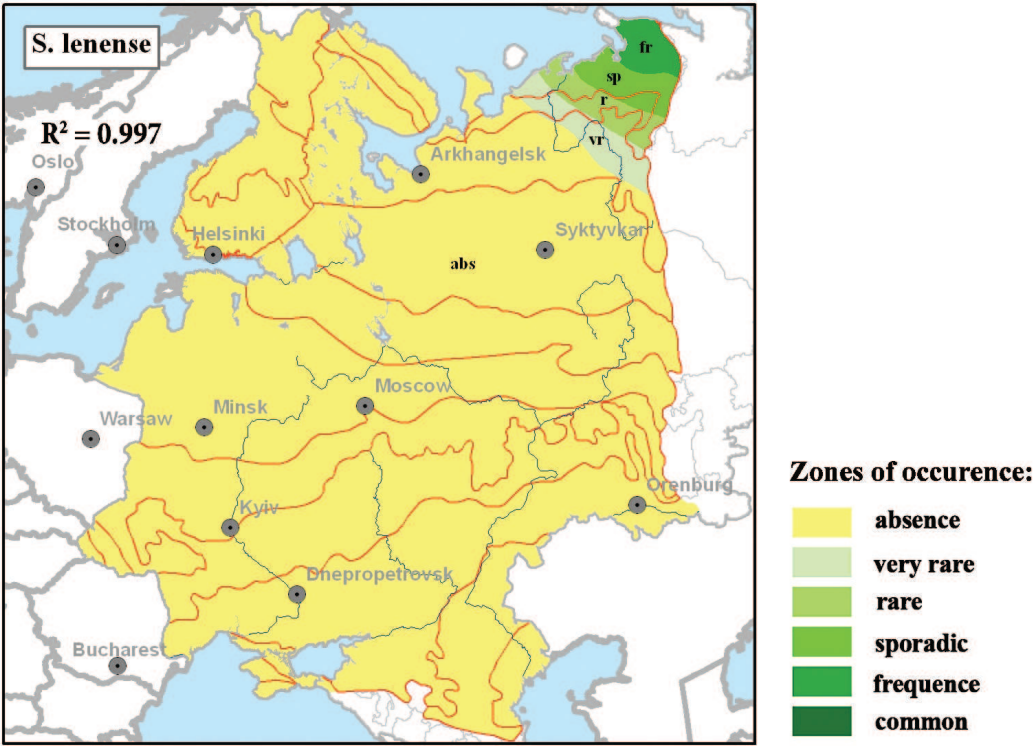 S. lenense
R² = 0.997
fr
sp
r
vr
Oslo
Arkhangelsk
Stockholm
Helsinki
Syktyvkar
abs
Moscow
Minsk
Warsaw
Kyiv
Orenburg
Dnepropetrovsk
Bucharest
Zones of occurence:
absence
very rare
rare
sporadic
frequence
common